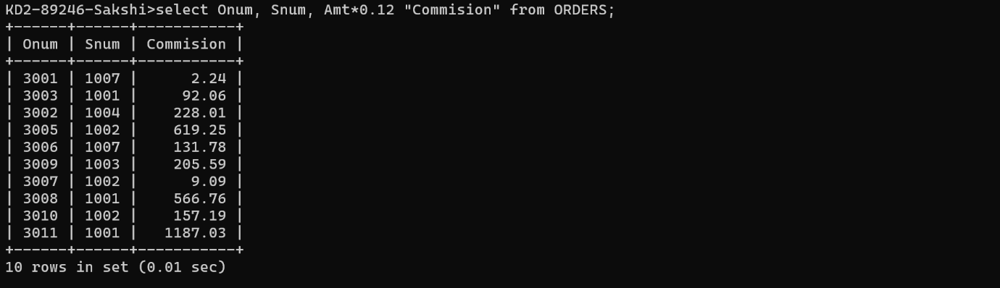 KD2-89246-Sakshi>select Onum, Snum, Amt*0.12 "Commision" from ORDERS;
+------+------+-----------+
| Onum | Snum | Commision |
+------+------+-----------+
| 3001 | 1007 |      2.24 |
| 3003 | 1001 |     92.06 |
| 3002 | 1004 |    228.01 |
| 3005 | 1002 |    619.25 |
| 3006 | 1007 |    131.78 |
| 3009 | 1003 |    205.59 |
| 3007 | 1002 |      9.09 |
| 3008 | 1001 |    566.76 |
| 3010 | 1002 |    157.19 |
| 3011 | 1001 |   1187.03 |
+------+------+-----------+
10 rows in set (0.01 sec)